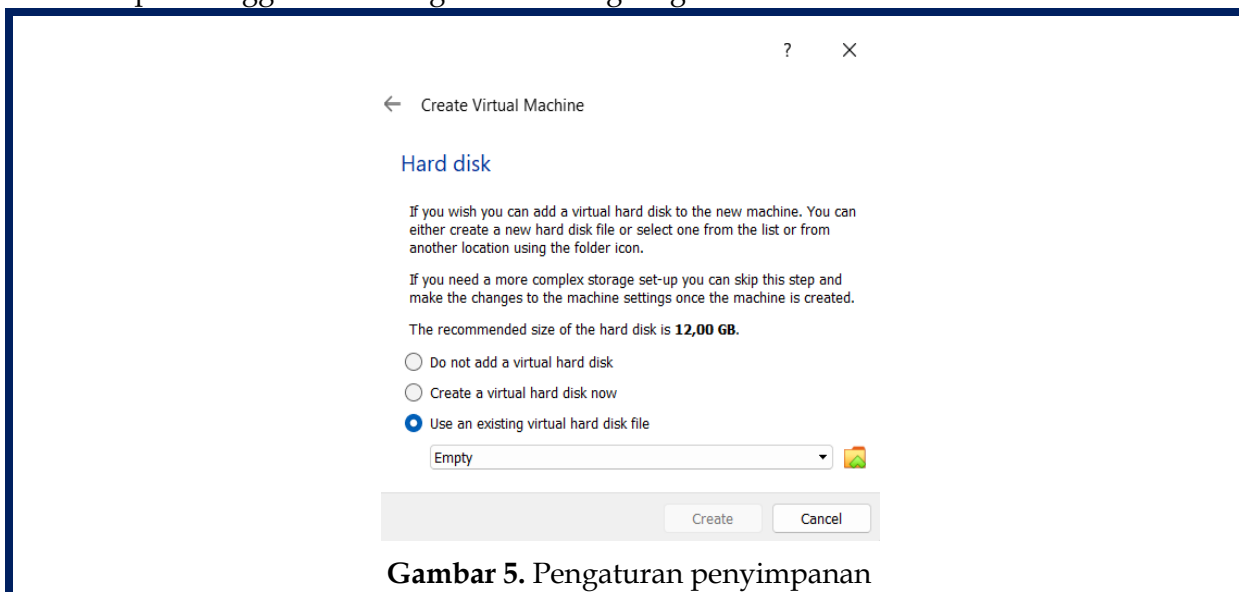 ?
Create Virtual Machine
Hard disk
If you wish you can add a virtual hard disk to the new machine. You can
either create a new hard disk file or select one from the list or from
another location using the folder icon.
If you need a more complex storage set-up you can skip this step and
make the changes to the machine settings once the machine is created.
The recommended size of the hard disk is 12,00 GB.
Do not add a virtual hard disk
Create a virtual hard disk now
Use an existing virtual hard disk file
Empty
Create Cancel
Gambar 5. Pengaturan penyimpanan